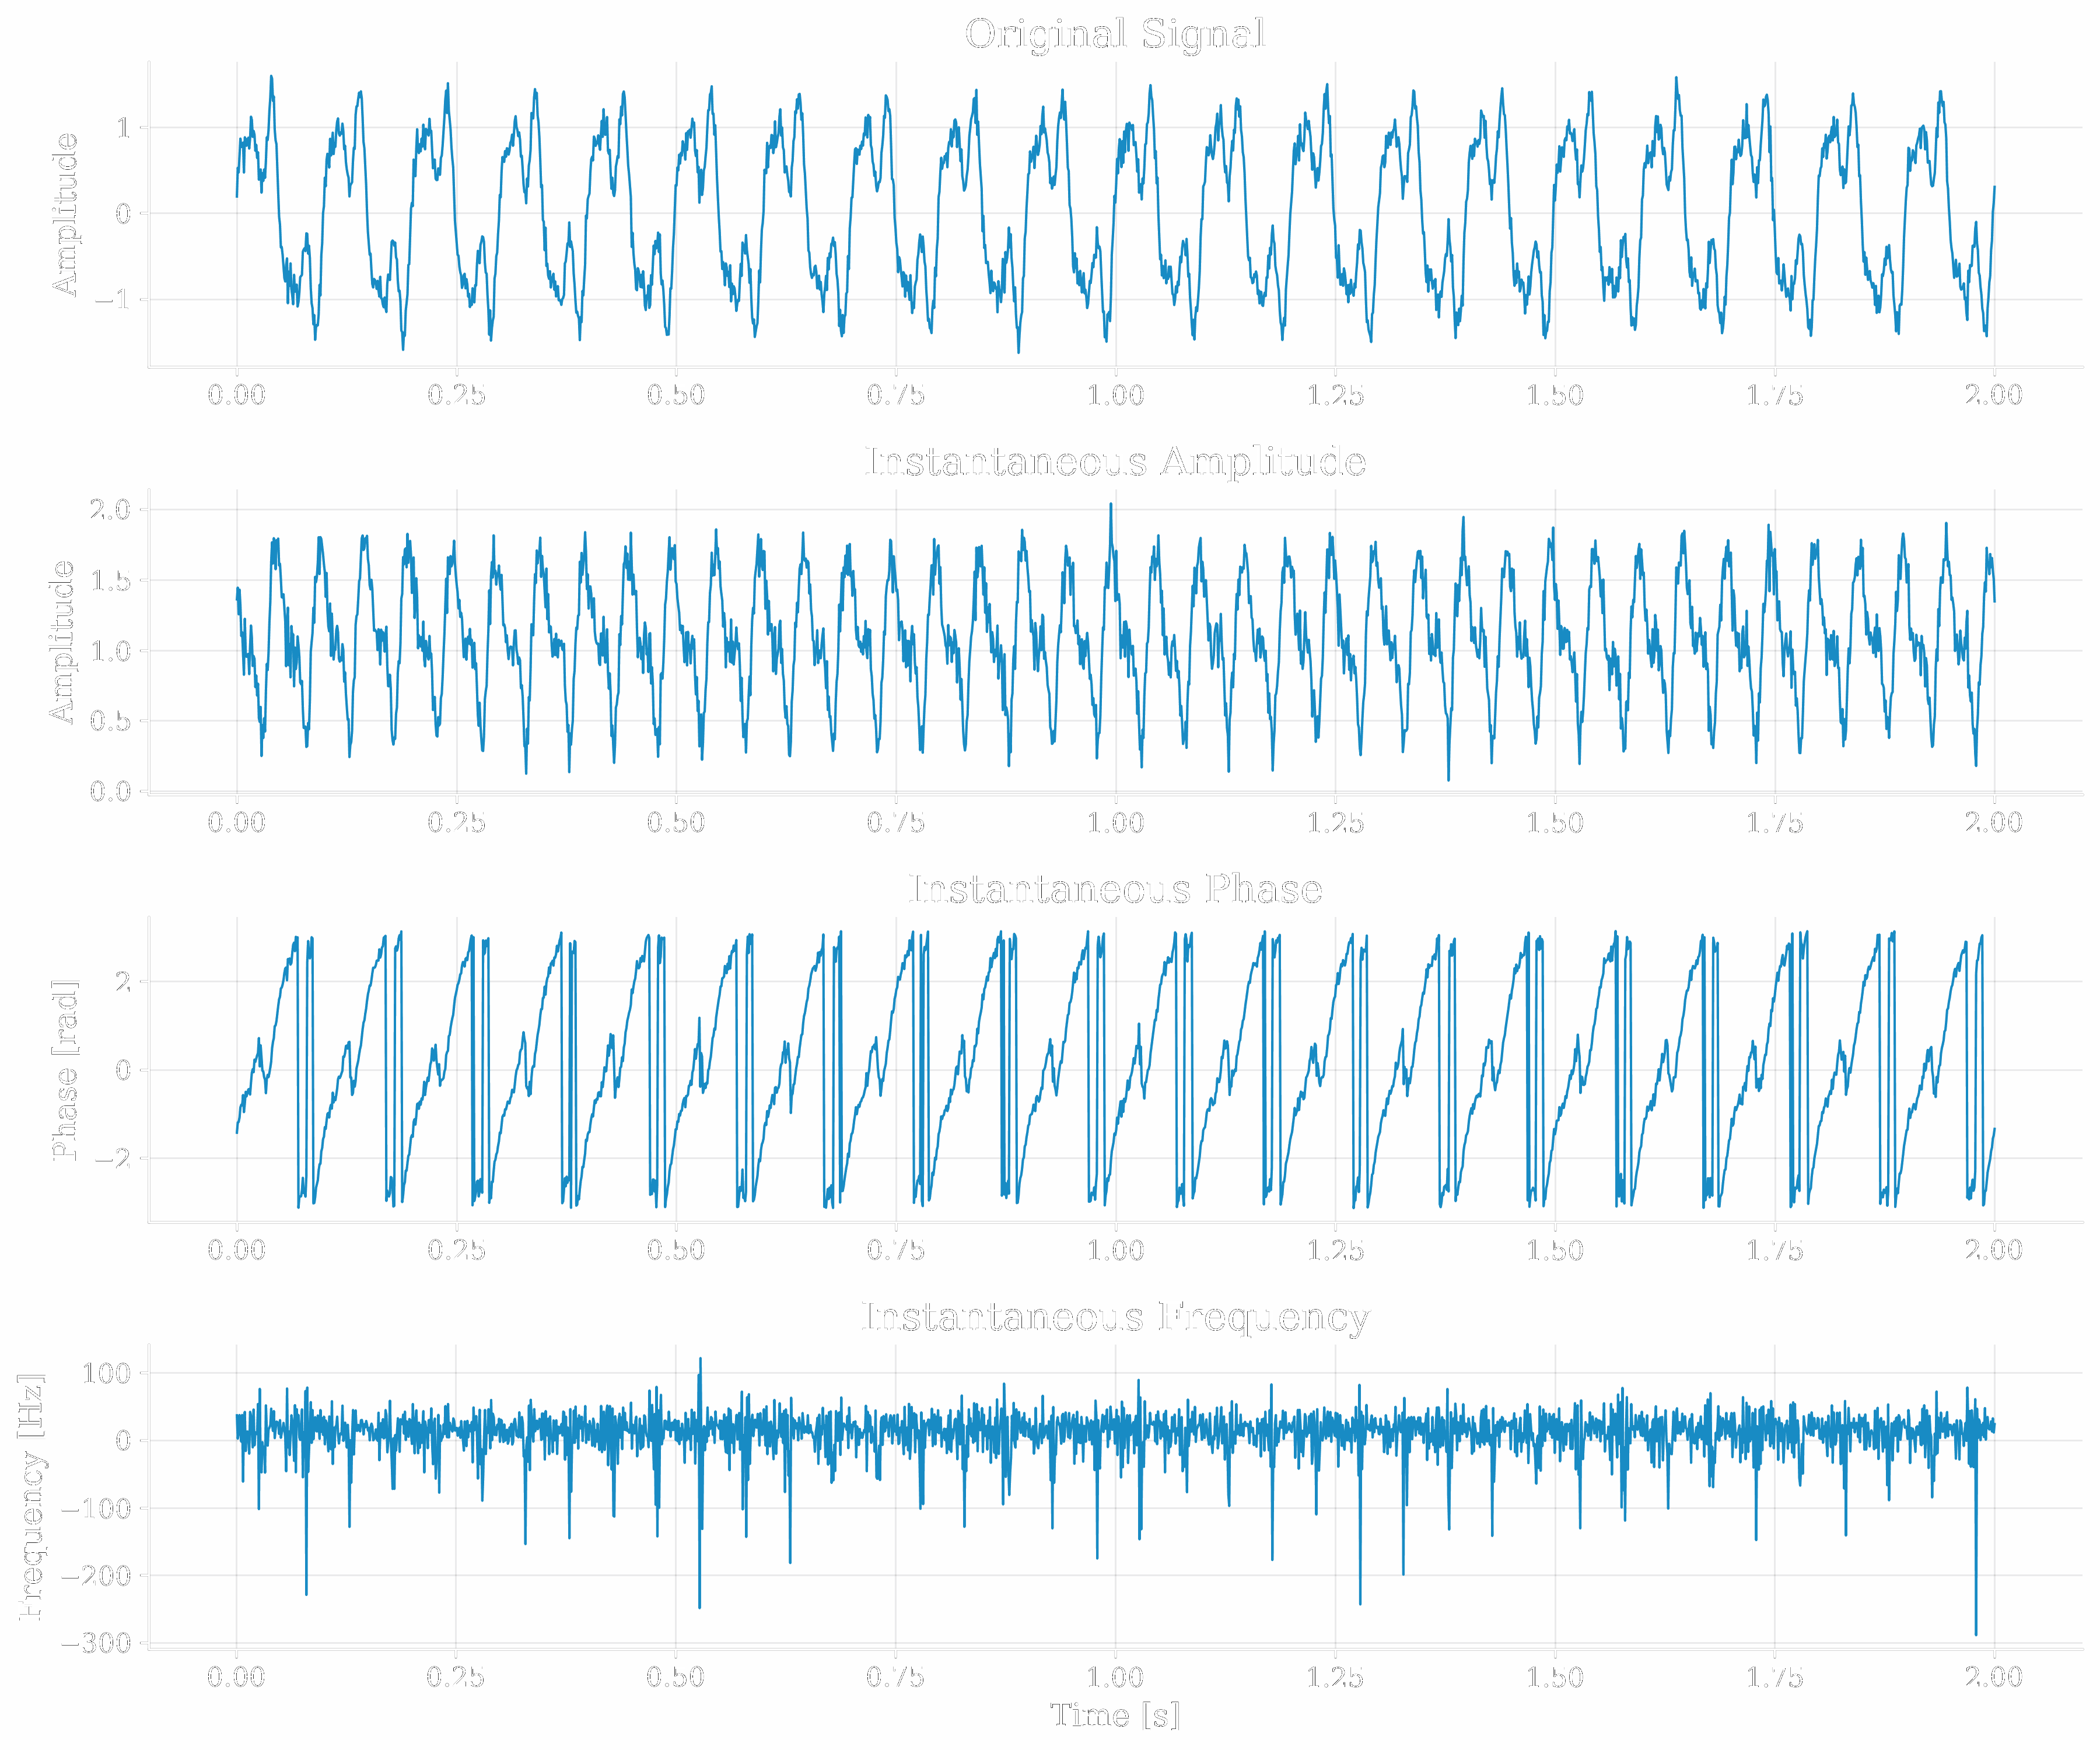 Original Signal
Amplitude
1
0
−1
0.00 0.25 0.50 0.75 1.00 1.25 1.50 1.75 2.00
Instantaneous Amplitude
Amplitude
2.0
1.5
1.0
0.5
0.0
0.00 0.25 0.50 0.75 1.00 1.25 1.50 1.75 2.00
Instantaneous Phase
Phase [rad]
2
0
−2
0.00 0.25 0.50 0.75 1.00 1.25 1.50 1.75 2.00
Instantaneous Frequency
Frequency [Hz]
100
0
−100
−200
−300
0.00 0.25 0.50 0.75 1.00 1.25 1.50 1.75 2.00
Time [s]